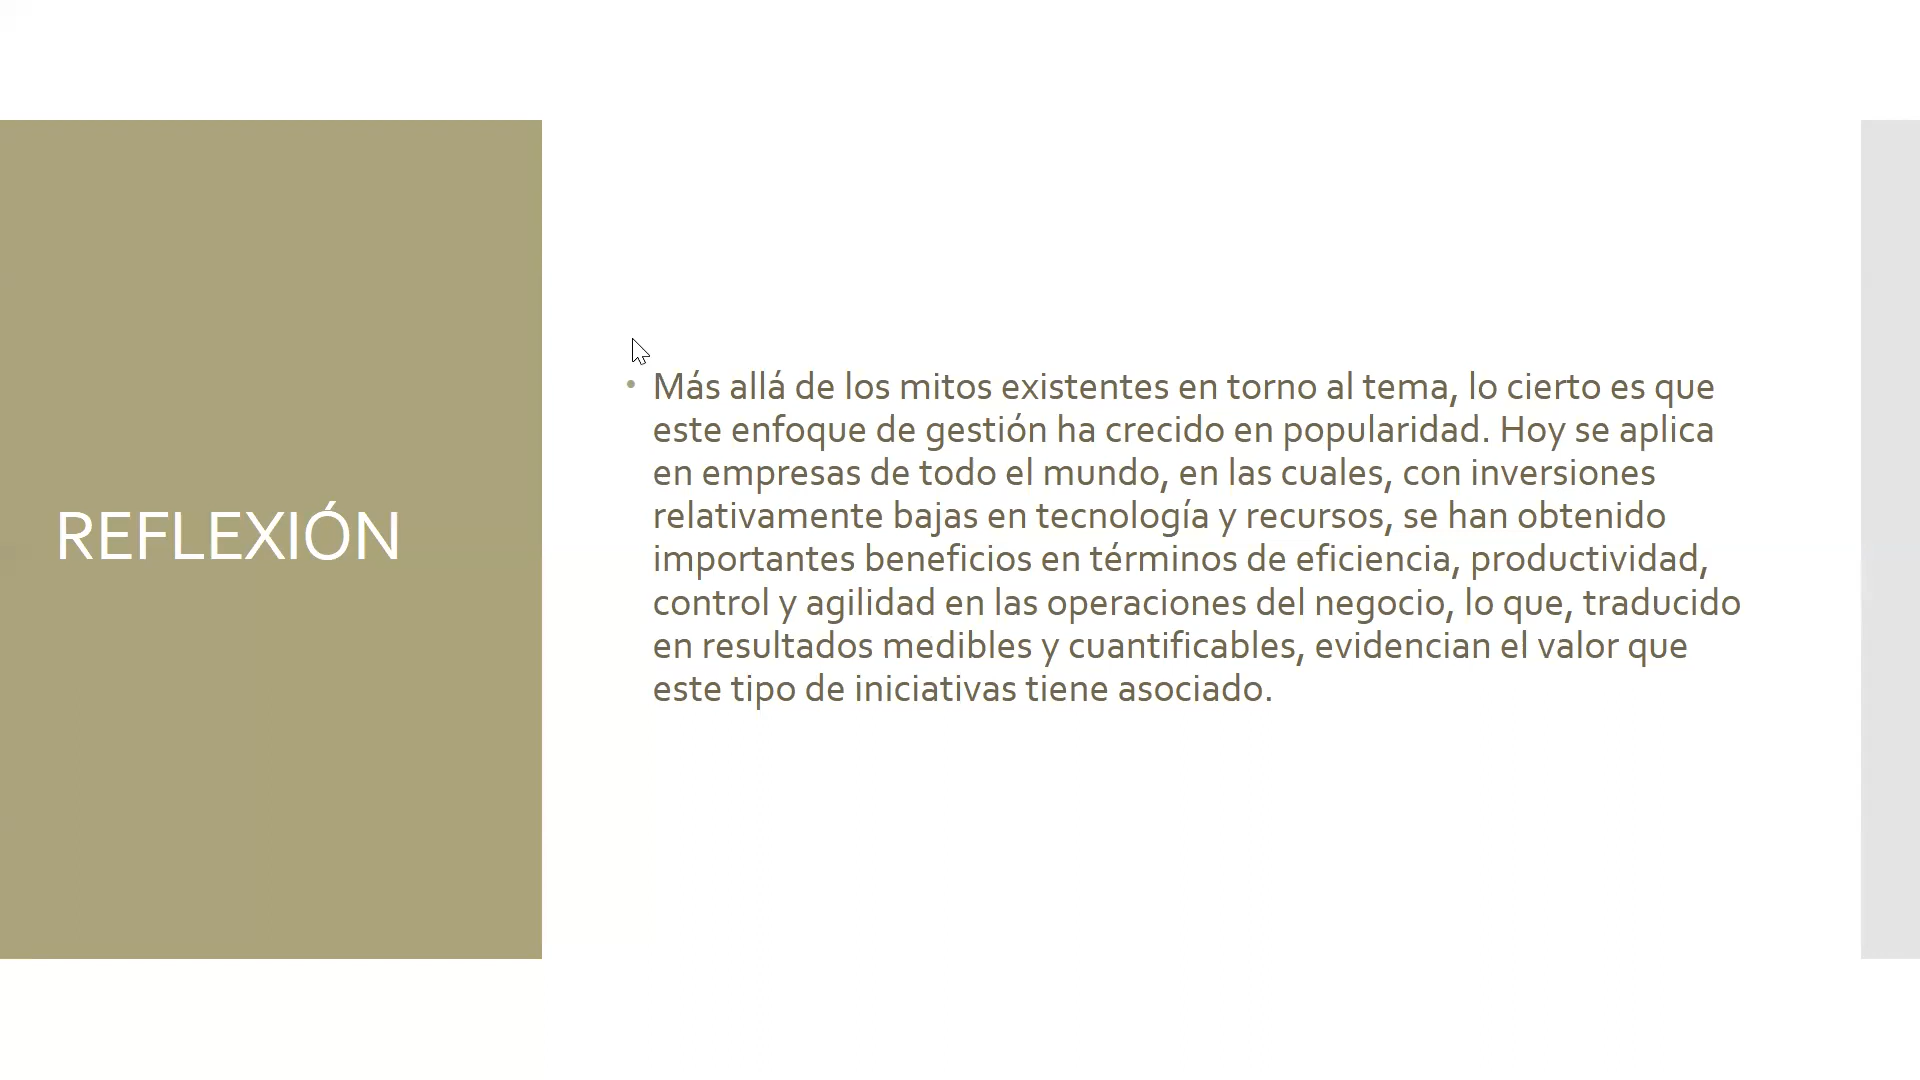 REFLEXIÓN
• Más allá de los mitos existentes en torno al tema, lo cierto es que
este enfoque de gestión ha crecido en popularidad. Hoy se aplica
en empresas de todo el mundo, en las cuales, con inversiones
relativamente bajas en tecnología y recursos, se han obtenido
importantes beneficios en términos de eficiencia, productividad,
control y agilidad en las operaciones del negocio, lo que, traducido
en resultados medibles y cuantificables, evidencian el valor que
este tipo de iniciativas tiene asociado.